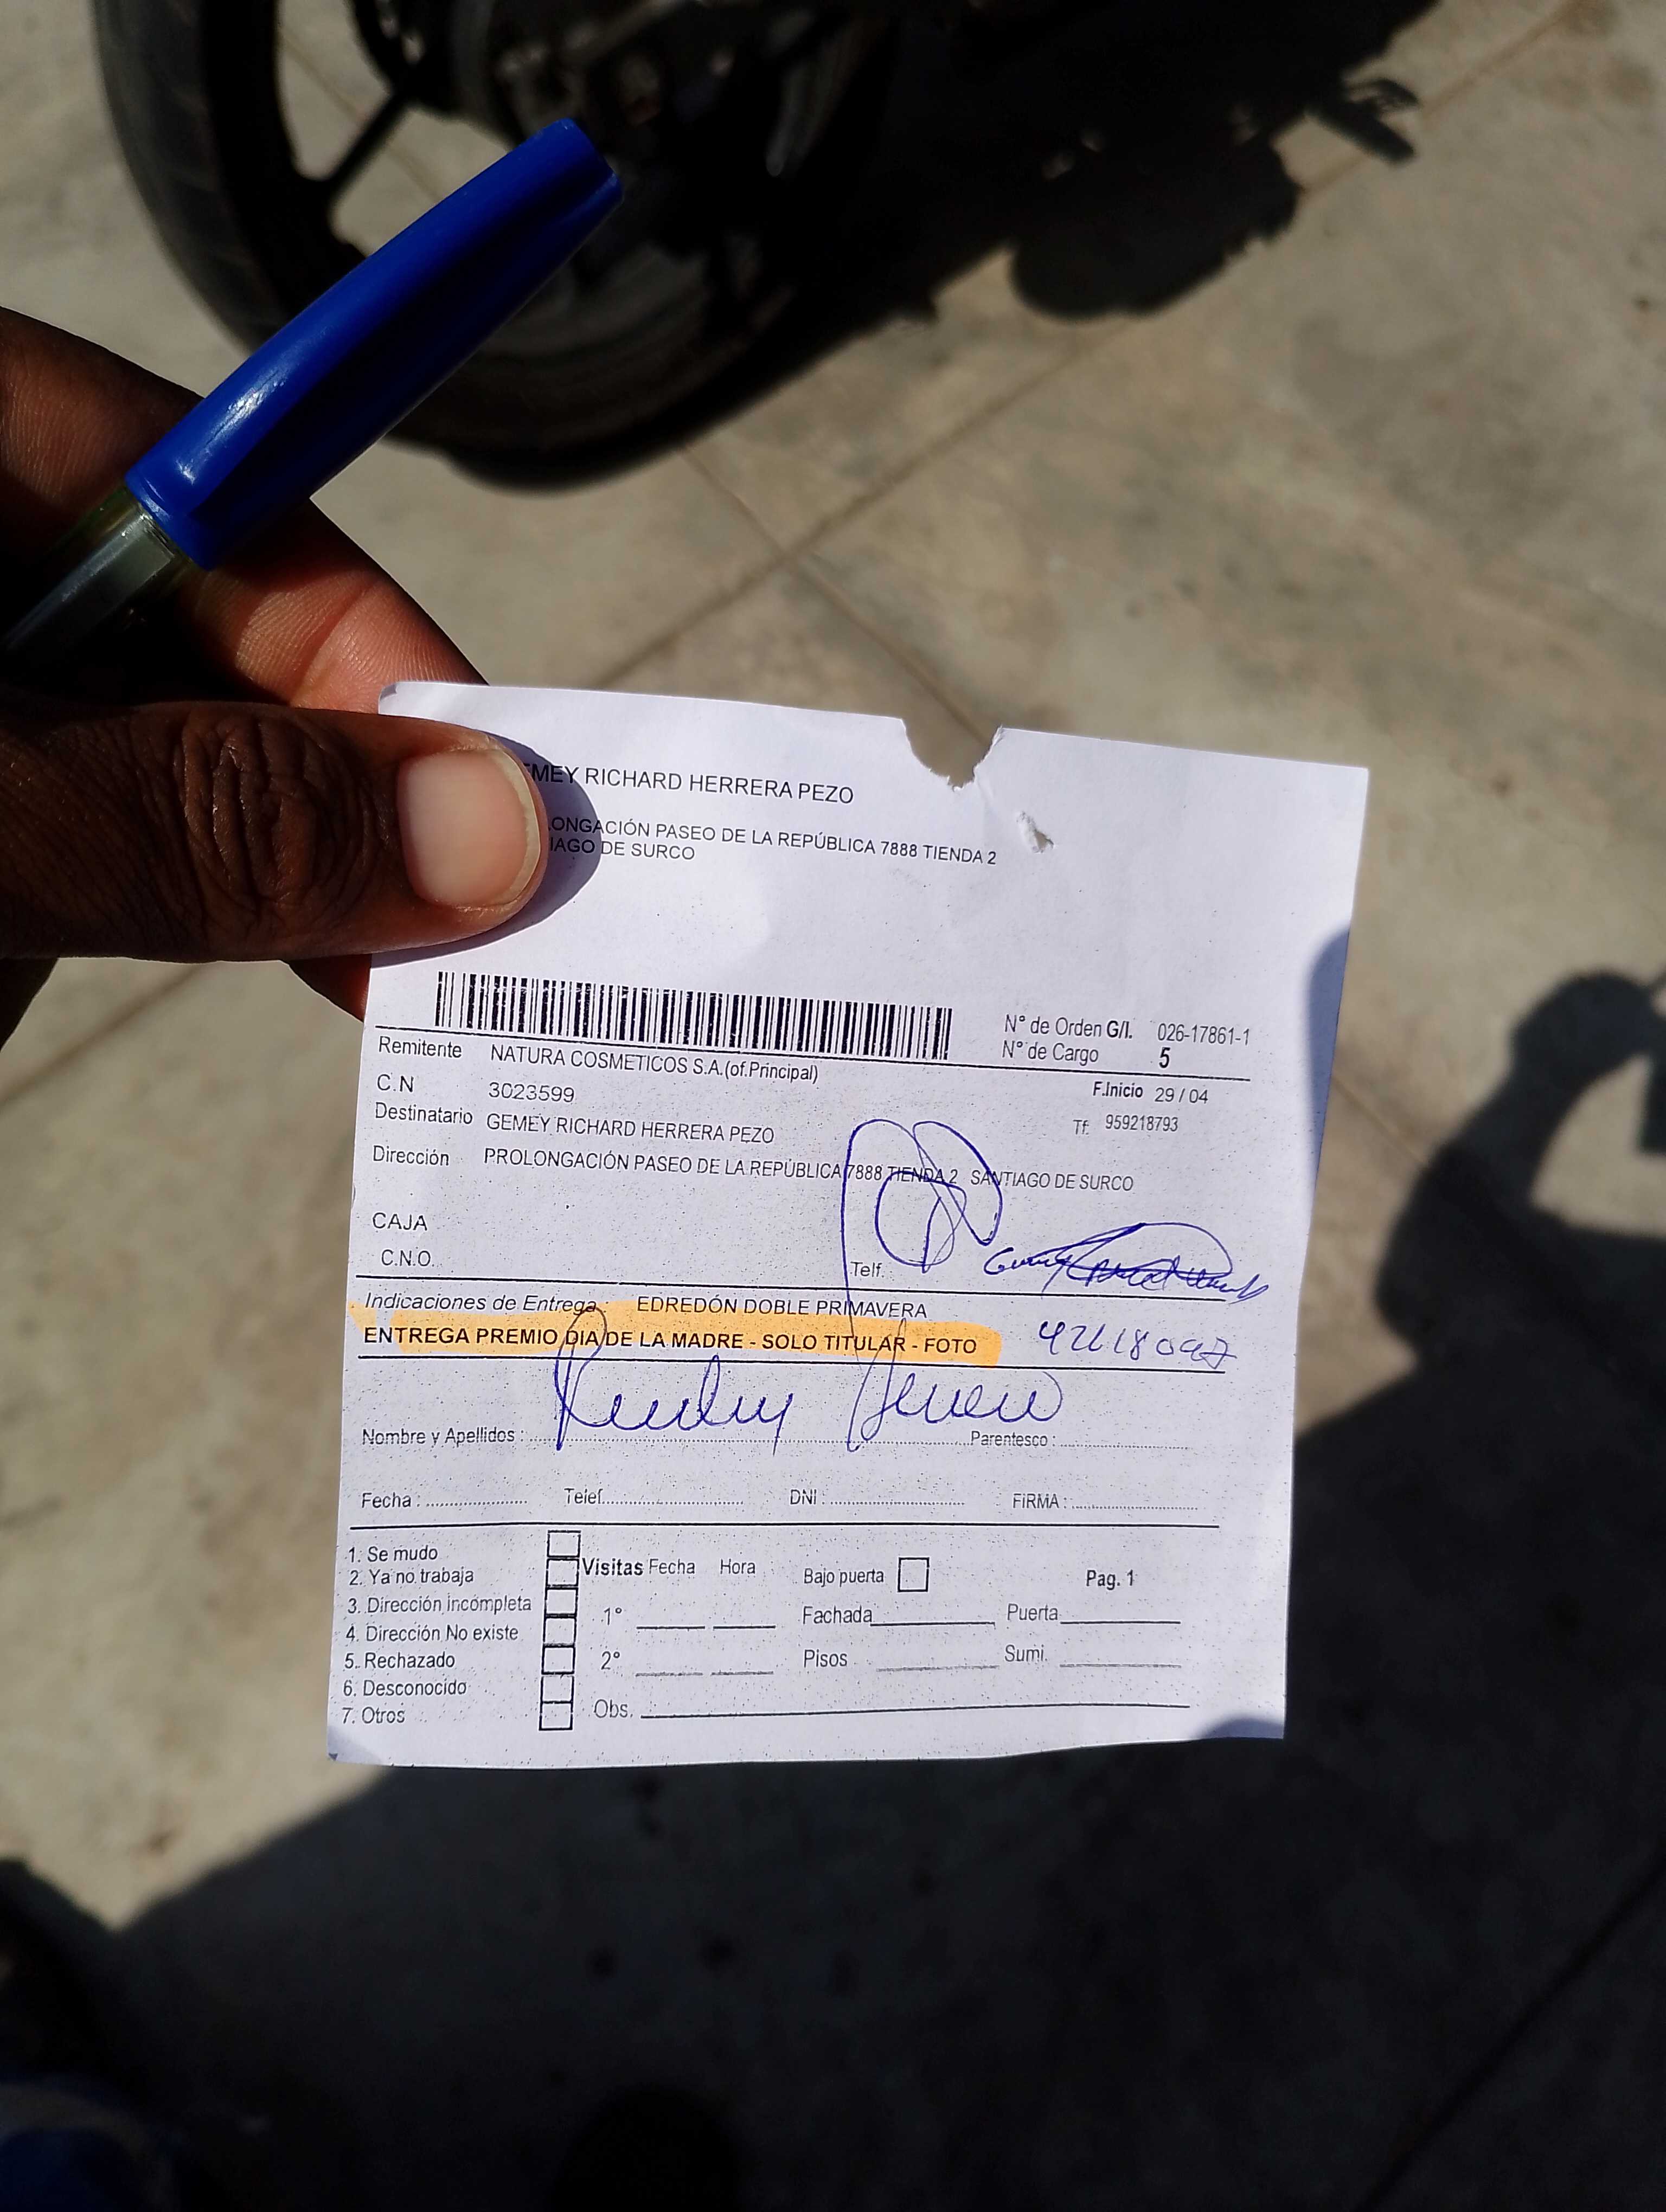 EMEY RICHARD HERRERA PEZO
LONGACIÓN PASEO DE LA REPÚBLICA 7888 TIENDA 2
IAGO DE SURCO
N° de Orden G/I. 026-17861-1
N° de Cargo 5
Remitente NATURA COSMETICOS S.A.(of.Principal)
F.Inicio 29 / 04
C.N 3023599
Tf. 959218793
Destinatario GEMEY RICHARD HERRERA PEZO
Dirección PROLONGACIÓN PASEO DE LA REPÚBLICA 7888 TIENDA 2 SANTIAGO DE SURCO
CAJA
C.N.O.
Telf.
Indicaciones de Entrega : EDREDÓN DOBLE PRIMAVERA
ENTREGA PREMIO DIA DE LA MADRE - SOLO TITULAR - FOTO
Nombre y Apellidos : Parentesco :
Fecha : Telef. DNI : FIRMA :
1. Se mudo
2. Ya no trabaja
3. Dirección incompleta
4. Dirección No existe
5. Rechazado
6. Desconocido
7. Otros
Visitas Fecha Hora
1°
2°
Bajo puerta
Pag. 1
Fachada Puerta
Pisos Sumi.
Obs.